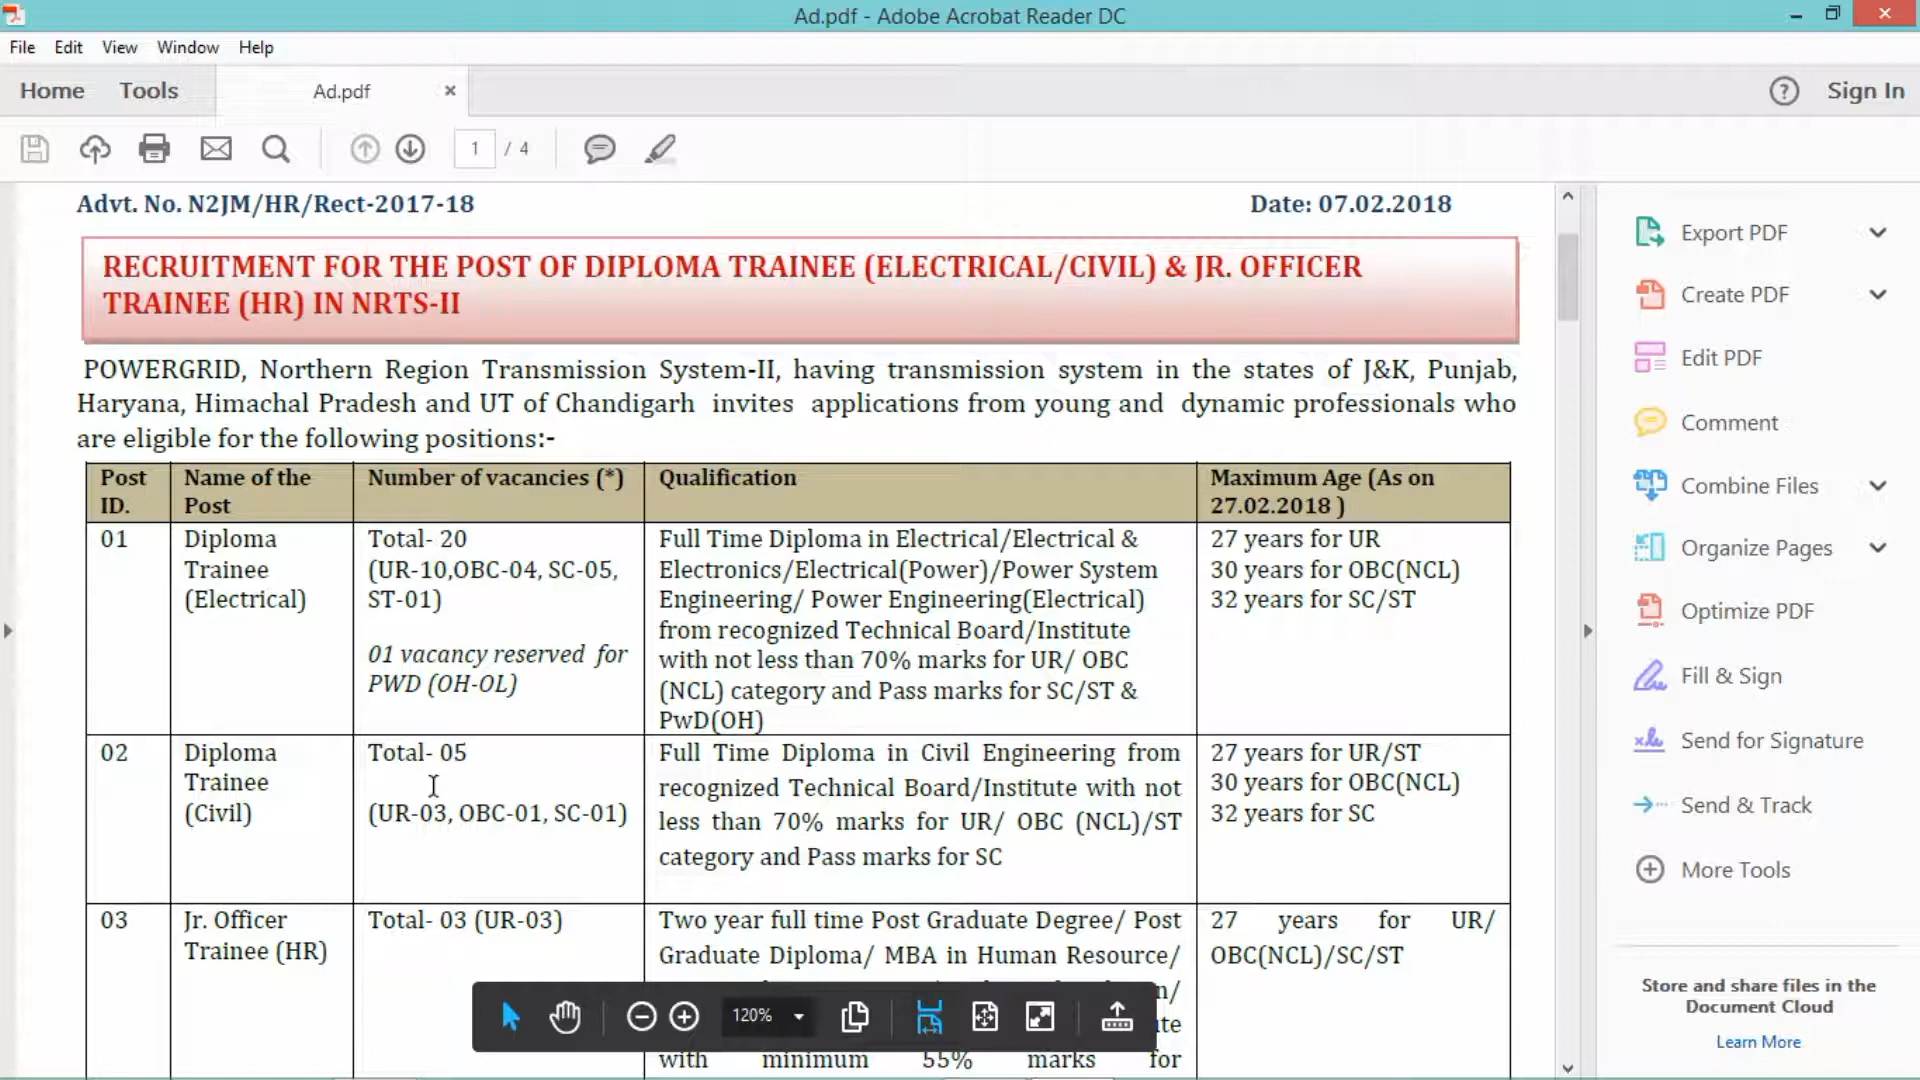 Ad.pdf - Adobe Acrobat Reader DC
File Edit View Window Help
Home Tools Ad.pdf Sign In
1 / 4
Advt. No. N2JM/HR/Rect-2017-18 Date: 07.02.2018
RECRUITMENT FOR THE POST OF DIPLOMA TRAINEE (ELECTRICAL/CIVIL) & JR. OFFICER
TRAINEE (HR) IN NRTS-II
POWERGRID, Northern Region Transmission System-II, having transmission system in the states of J&K, Punjab,
Haryana, Himachal Pradesh and UT of Chandigarh invites applications from young and dynamic professionals who
are eligible for the following positions:-
Post
ID.
Name of the
Post
Number of vacancies (*)
Qualification
Maximum Age (As on
27.02.2018 )
01
Diploma
Trainee
(Electrical)
Total- 20
(UR-10,OBC-04, SC-05,
ST-01)
01 vacancy reserved for
PWD (OH-OL)
Full Time Diploma in Electrical/Electrical &
Electronics/Electrical(Power)/Power System
Engineering/ Power Engineering(Electrical)
from recognized Technical Board/Institute
with not less than 70% marks for UR/ OBC
(NCL) category and Pass marks for SC/ST &
PwD(OH)
27 years for UR
30 years for OBC(NCL)
32 years for SC/ST
02
Diploma
Trainee
(Civil)
Total- 05
(UR-03, OBC-01, SC-01)
Full Time Diploma in Civil Engineering from
recognized Technical Board/Institute with not
less than 70% marks for UR/ OBC (NCL)/ST
category and Pass marks for SC
27 years for UR/ST
30 years for OBC(NCL)
32 years for SC
03
Jr. Officer
Trainee (HR)
Total- 03 (UR-03)
Two year full time Post Graduate Degree/ Post
Graduate Diploma/ MBA in Human Resource/
with minimum 55% marks for
27 years for UR/
OBC(NCL)/SC/ST
120%
Export PDF
Create PDF
Edit PDF
Comment
Combine Files
Organize Pages
Optimize PDF
Fill & Sign
Send for Signature
Send & Track
More Tools
Store and share files in the
Document Cloud
Learn More